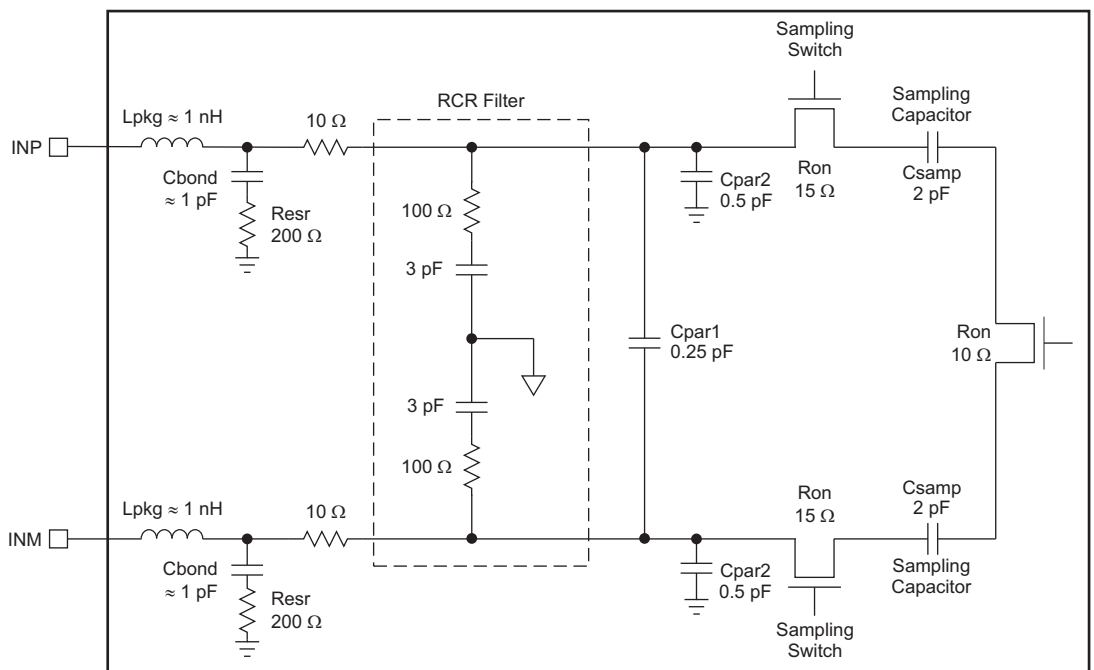 Sampling
Switch
Lpkg ≈ 1 nH
10 Ω
RCR Filter
Sampling
Capacitor
INP
Cbond
≈ 1 pF
Resr
200 Ω
100 Ω
3 pF
Cpar2
0.5 pF
Ron
15 Ω
Csamp
2 pF
Cpar1
0.25 pF
Ron
10 Ω
3 pF
100 Ω
Lpkg ≈ 1 nH
10 Ω
Ron
15 Ω
Csamp
2 pF
INM
Cbond
≈ 1 pF
Resr
200 Ω
Cpar2
0.5 pF
Sampling
Capacitor
Sampling
Switch